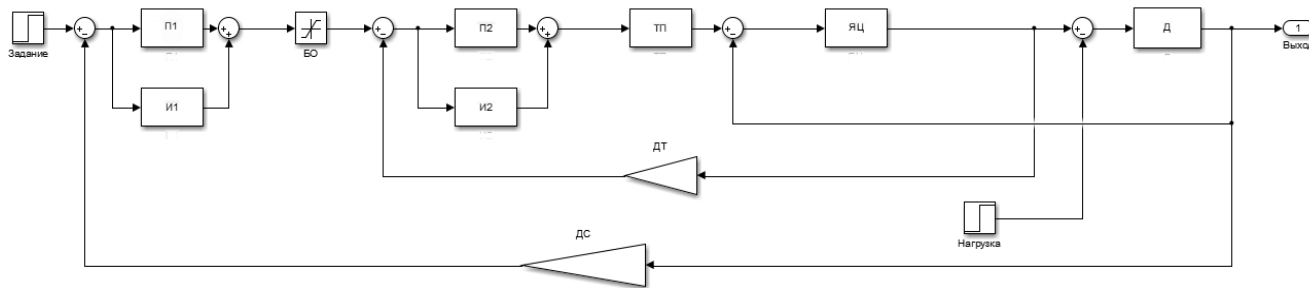 Задание
П1
И1
БО
П2
И2
ТП
ЯЦ
Д
1
Выход
ДТ
ДС
Нагрузка